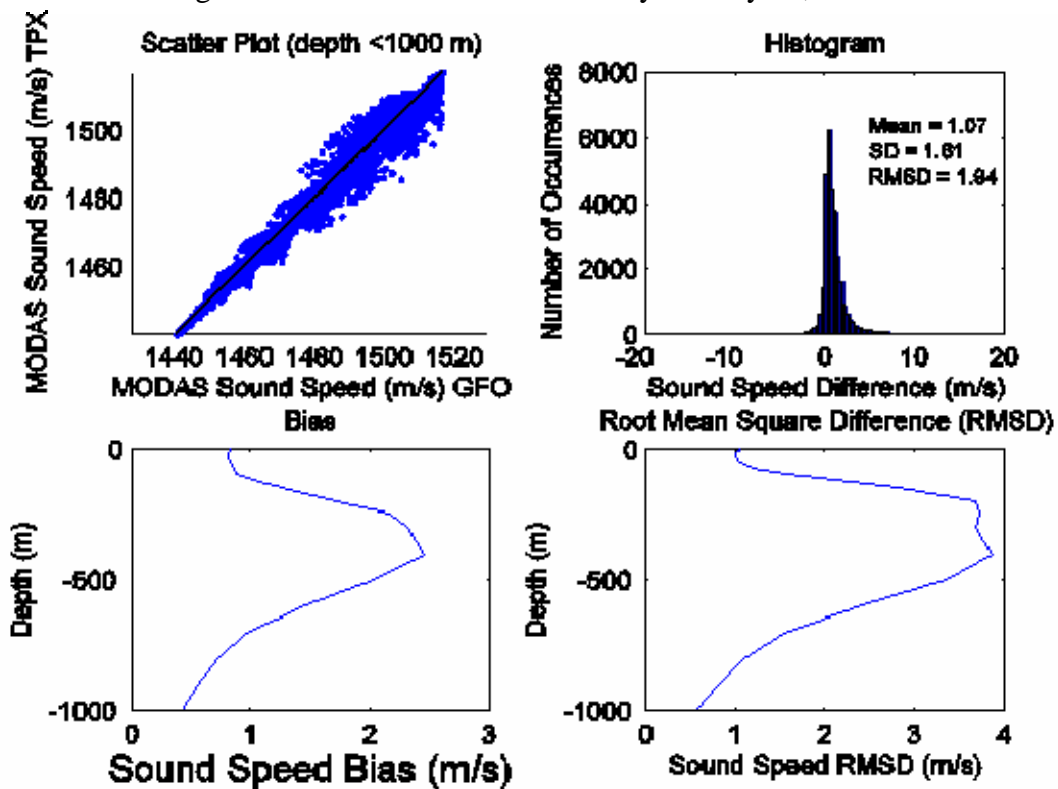 Scatter Plot (depth <1000 m)
MODAS Sound Speed (m/s) TPX
1500
1480
1460
1440 1460 1480 1500 1520
MODAS Sound Speed (m/s) GFO
Histogram
Number of Occurrences
8000
6000
4000
2000
0
Mean = 1.07
SD = 1.61
RMSD = 1.94
-20 -10 0 10 20
Sound Speed Difference (m/s)
Bias
Depth (m)
0
-500
-1000
0 1 2 3
Sound Speed Bias (m/s)
Root Mean Square Difference (RMSD)
Depth (m)
0
-500
-1000
0 1 2 3 4
Sound Speed RMSD (m/s)